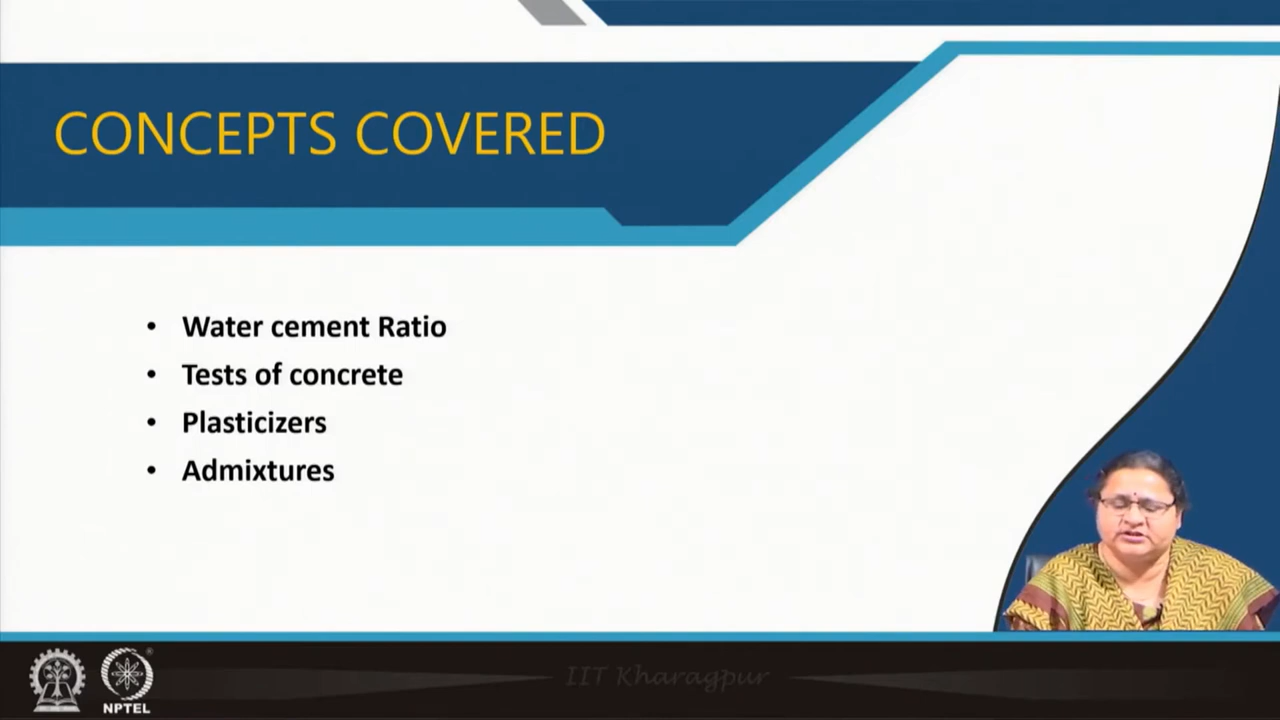 CONCEPTS COVERED
• Water cement Ratio
• Tests of concrete
• Plasticizers
• Admixtures
NPTEL
IIT Kharagpur